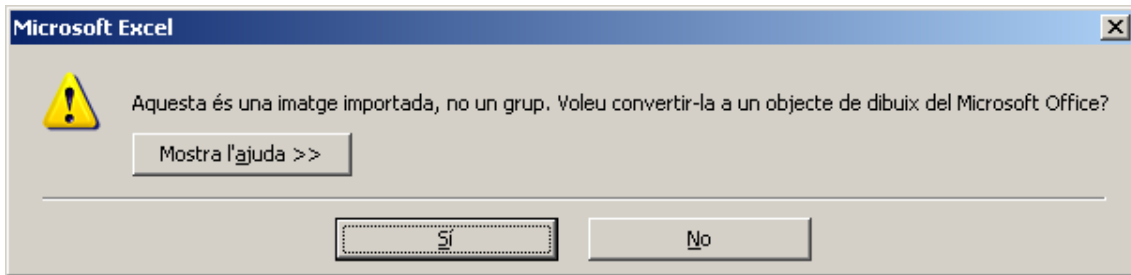 Microsoft Excel
Aquesta és una imatge importada, no un grup. Voleu convertir-la a un objecte de dibuix del Microsoft Office?
Mostra l'ajuda >>
Sí
No